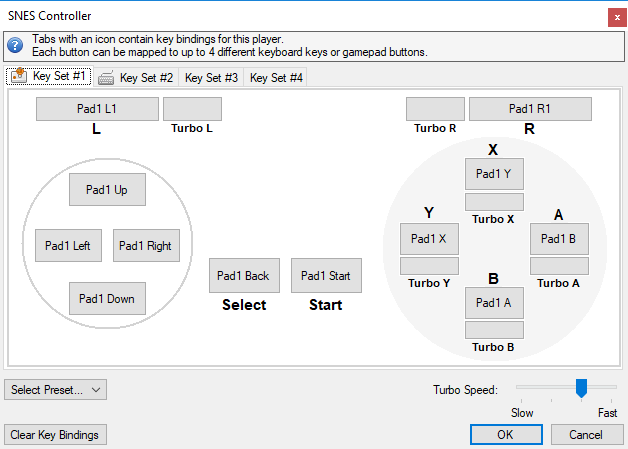 SNES Controller
x
?
Tabs with an icon contain key bindings for this player.
Each button can be mapped to up to 4 different keyboard keys or gamepad buttons.
Key Set #1 Key Set #2 Key Set #3 Key Set #4
Pad1 L1
L
Turbo L
Turbo R
Pad1 R1
R
Pad1 Up
Pad1 Left
Pad1 Right
Pad1 Down
Pad1 Back
Select
Pad1 Start
Start
X
Pad1 Y
Turbo X
Y
Pad1 X
Turbo Y
A
Pad1 B
Turbo A
B
Pad1 A
Turbo B
Select Preset...
Turbo Speed:
Slow Fast
Clear Key Bindings
OK
Cancel